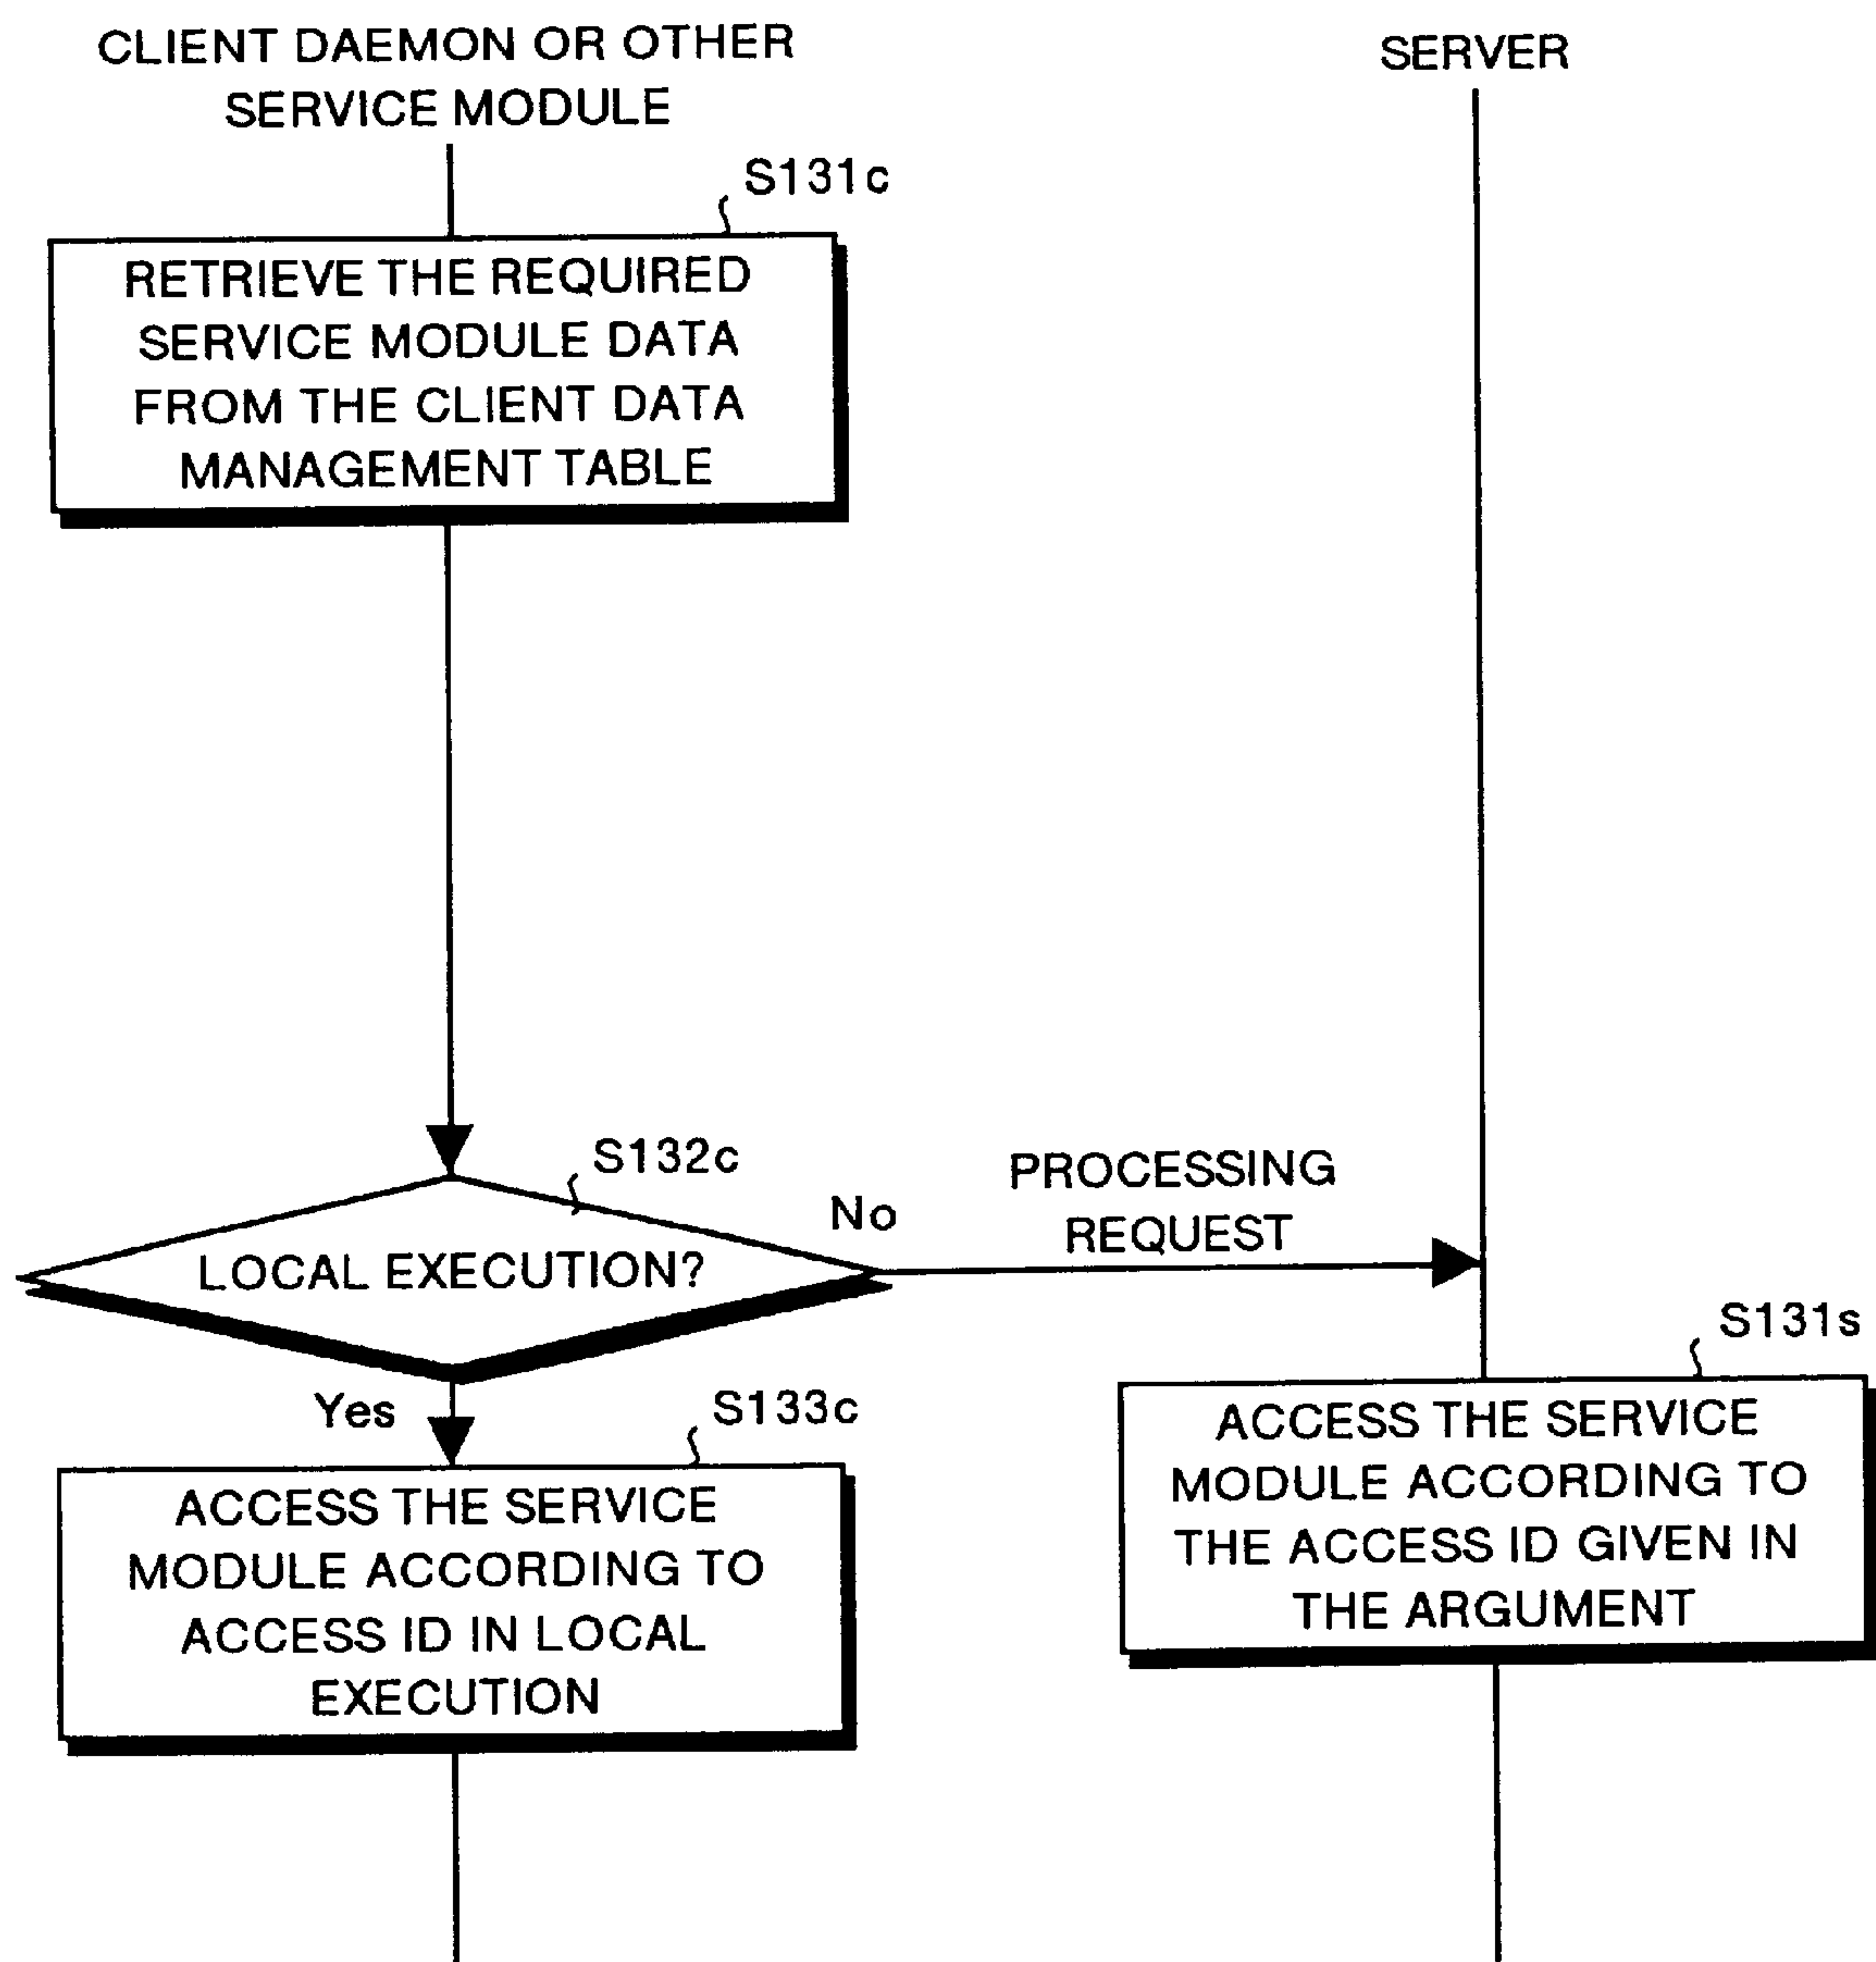 CLIENT DAEMON OR OTHER
SERVICE MODULE
SERVER
S131c
RETRIEVE THE REQUIRED
SERVICE MODULE DATA
FROM THE CLIENT DATA
MANAGEMENT TABLE
S132c
LOCAL EXECUTION?
No
PROCESSING
REQUEST
Yes
S133c
ACCESS THE SERVICE
MODULE ACCORDING TO
ACCESS ID IN LOCAL
EXECUTION
S131s
ACCESS THE SERVICE
MODULE ACCORDING TO
THE ACCESS ID GIVEN IN
THE ARGUMENT